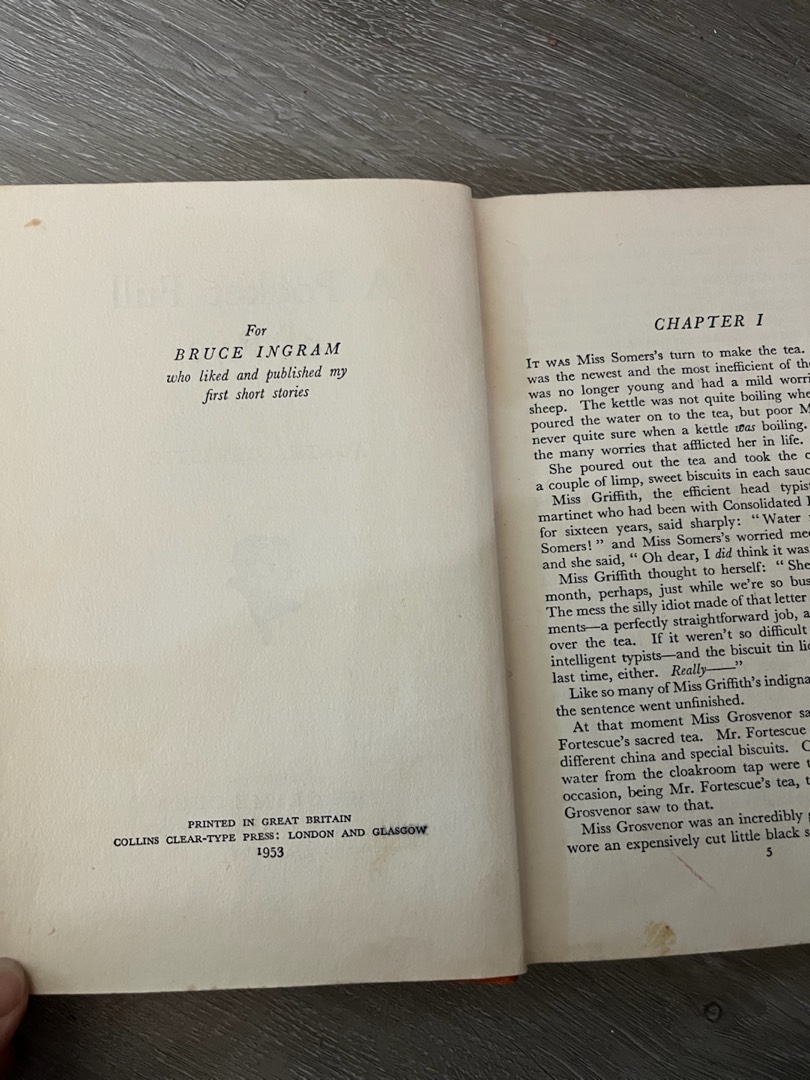 For
BRUCE INGRAM
who liked and published my
first short stories
PRINTED IN GREAT BRITAIN
COLLINS CLEAR-TYPE PRESS: LONDON AND GLASGOW
1953
CHAPTER I
IT WAS Miss Somers's turn to make the tea.
was the newest and the most inefficient of the
was no longer young and had a mild worri
sheep. The kettle was not quite boiling whe
poured the water on to the tea, but poor M
never quite sure when a kettle was boiling.
the many worries that afflicted her in life.
She poured out the tea and took the c
a couple of limp, sweet biscuits in each sauc
Miss Griffith, the efficient head typis
martinet who had been with Consolidated I
for sixteen years, said sharply: “Water
Somers!” and Miss Somers's worried mee
and she said, “Oh dear, I did think it was
Miss Griffith thought to herself: “She
month, perhaps, just while we're so bus
The mess the silly idiot made of that letter
ments—a perfectly straightforward job, a
over the tea. If it weren't so difficult
intelligent typists—and the biscuit tin li
last time, either. Really——”
Like so many of Miss Griffith's indigna
the sentence went unfinished.
At that moment Miss Grosvenor sa
Fortescue's sacred tea. Mr. Fortescue
different china and special biscuits.
water from the cloakroom tap were
occasion, being Mr. Fortescue's tea, t
Grosvenor saw to that.
Miss Grosvenor was an incredibly g
wore an expensively cut little black s
5